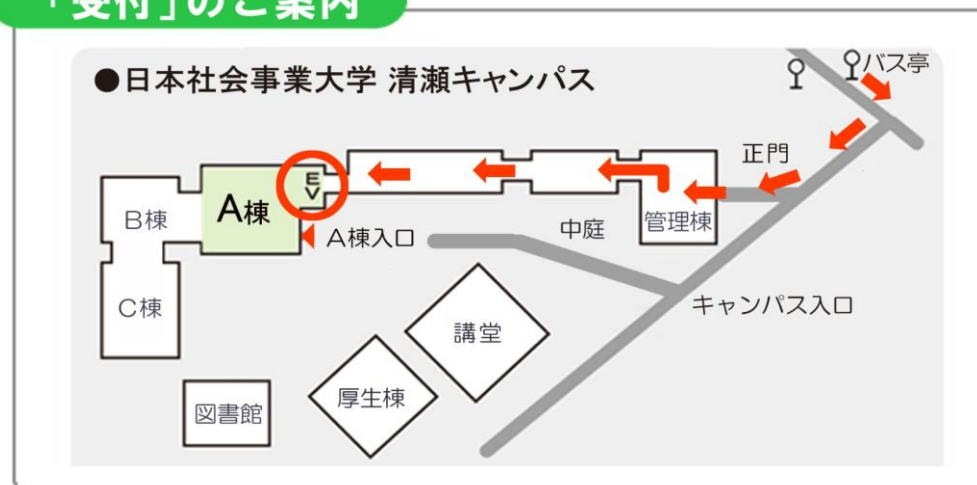 「受付」のご案内
●日本社会事業大学 清瀬キャンパス
バス亭
正門
EV
A棟
B棟
管理棟
中庭
A棟入口
C棟
キャンパス入口
講堂
厚生棟
図書館